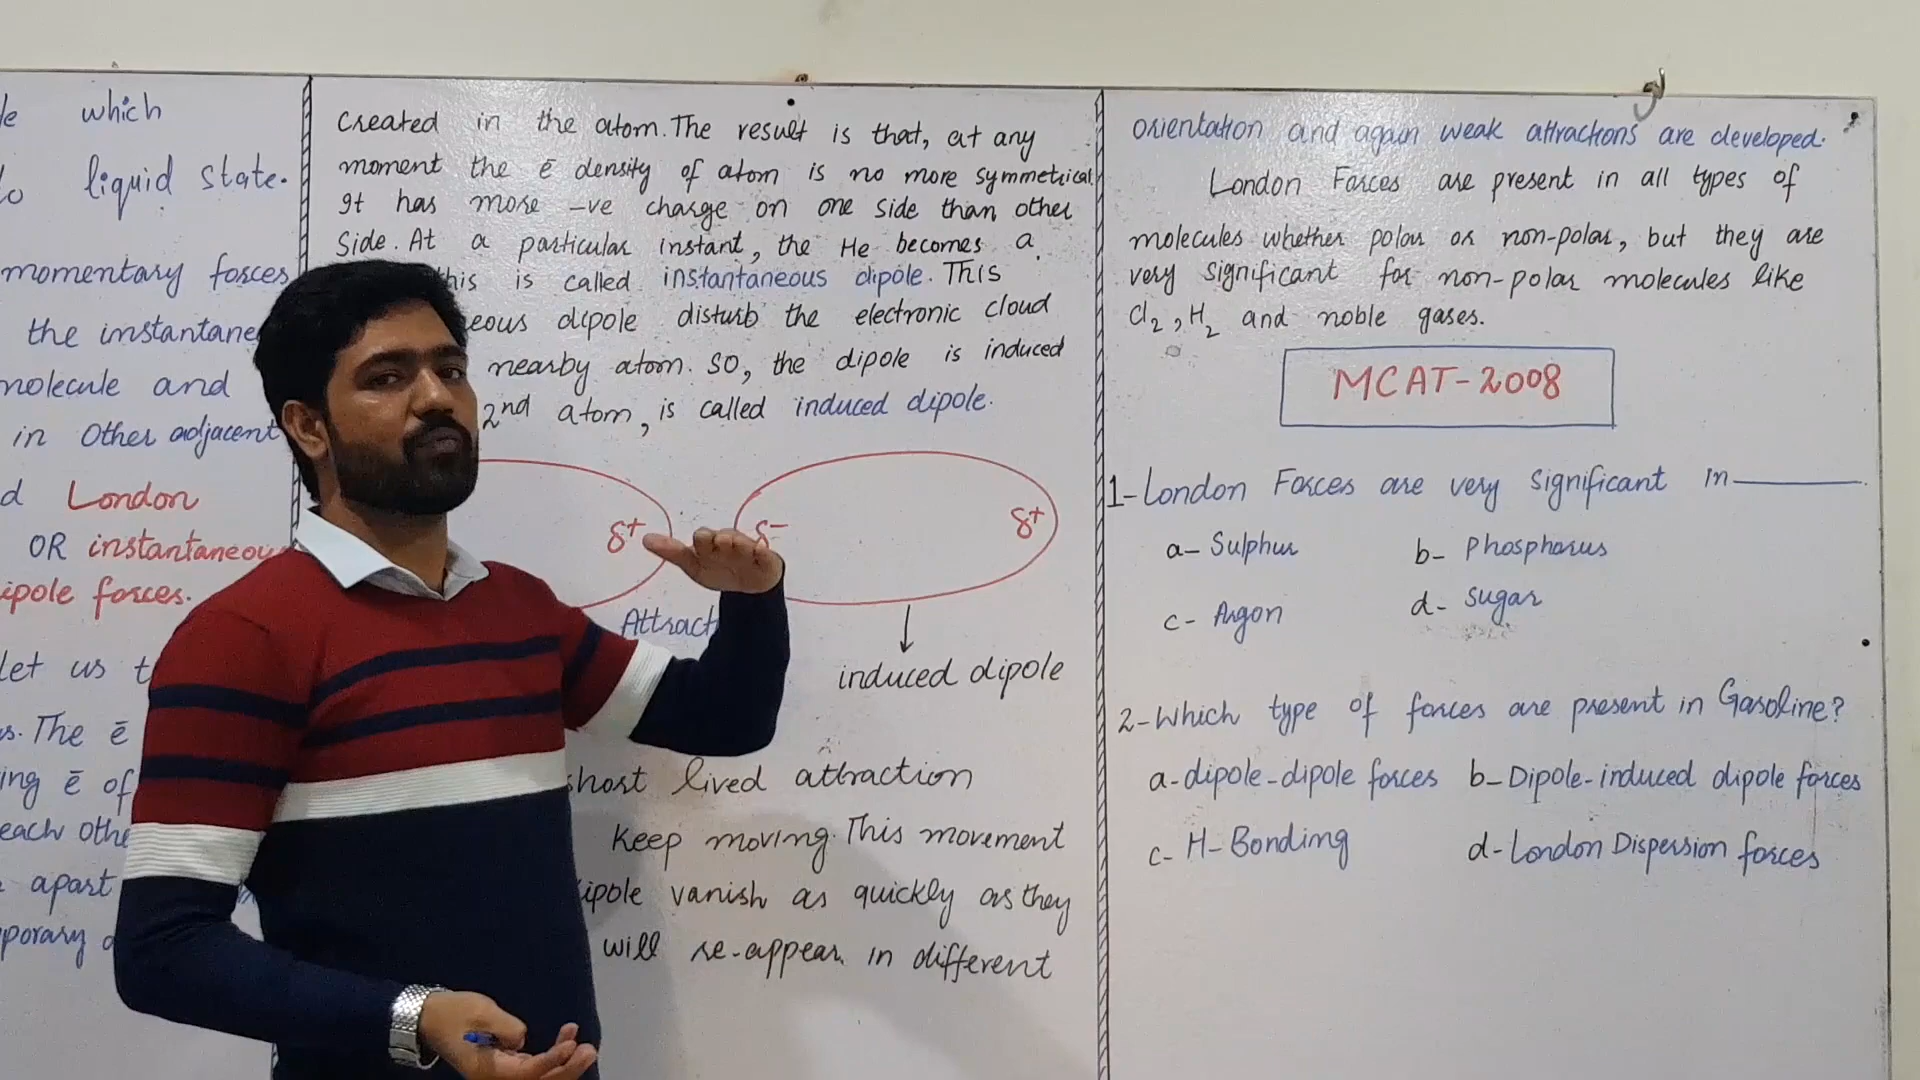 which
liquid state.
momentary forces
the instantane
molecule and
in Other adjacent
London
OR instantaneou
ipole forces.
let us
The ē
ing ē of
each othe
apart
porary
created in the atom. The result is that, at any
moment the ē density of atom is no more symmetrical.
It has more -ve charge on one side than other
Side. At a particular instant, the He becomes a
this is called instantaneous dipole. This
eous dipole disturb the electronic cloud
nearby atom. So, the dipole is induced
2nd atom, is called induced dipole.
δ+ δ- δ+
Attract
induced dipole
short lived attraction
Keep moving. This movement
ipole vanish as quickly as they
will re-appear in different
orientation and again weak attractions are developed.
London Forces are present in all types of
molecules whether polar or non-polar, but they are
very significant for non-polar molecules like
Cl2, H2 and noble gases.
MCAT-2008
1- London Forces are very significant in______.
a- Sulphur b- Phosphorus
c- Argon d- Sugar
2- Which type of forces are present in Gasoline?
a- dipole-dipole forces b- Dipole-induced dipole forces
c- H-Bonding d- London Dispersion forces